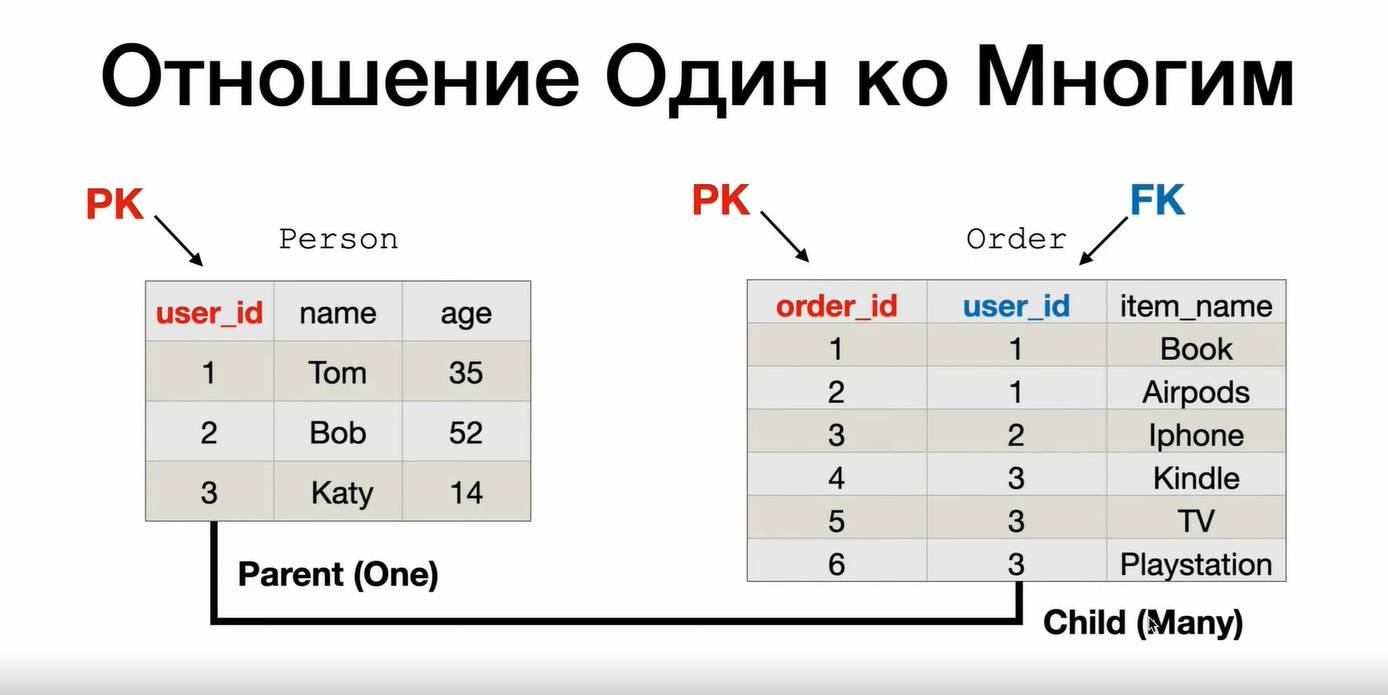 Отношение Один ко Многим
PK
Person
user_id name age
1 Tom 35
2 Bob 52
3 Katy 14
Parent (One)
PK
FK
Order
order_id user_id item_name
1 1 Book
2 1 Airpods
3 2 Iphone
4 3 Kindle
5 3 TV
6 3 Playstation
Child (Many)